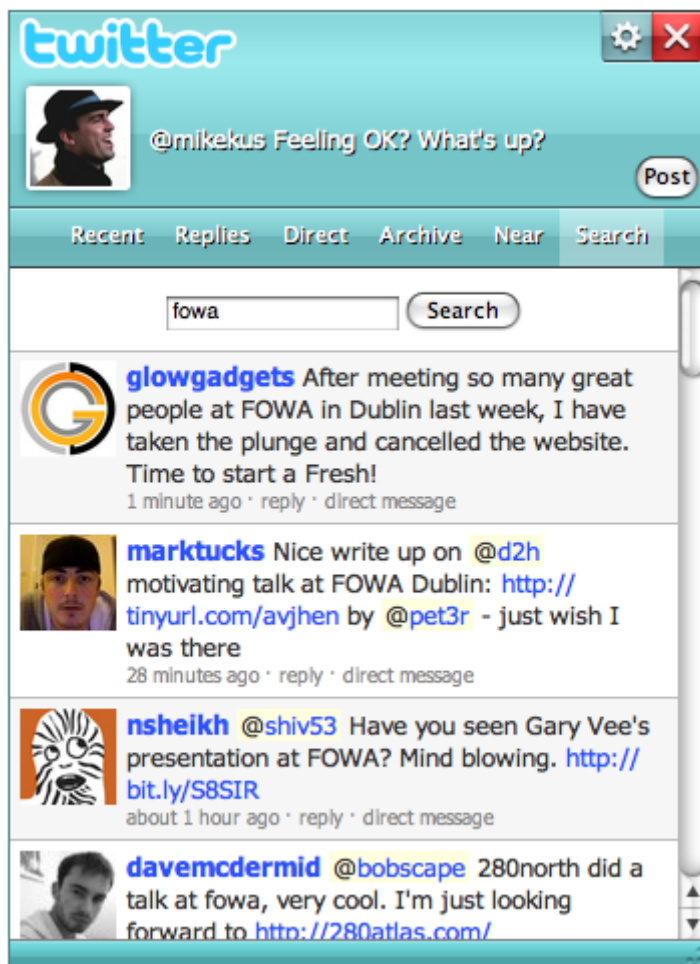 twitter
@mikekus Feeling OK? What's up?
Post
Recent Replies Direct Archive Near Search
fowa Search
glowgadgets After meeting so many great
people at FOWA in Dublin last week, I have
taken the plunge and cancelled the website.
Time to start a Fresh!
1 minute ago · reply · direct message
marktucks Nice write up on @d2h
motivating talk at FOWA Dublin: http://
tinyurl.com/avjhen by @pet3r - just wish I
was there
28 minutes ago · reply · direct message
nsheikh @shiv53 Have you seen Gary Vee's
presentation at FOWA? Mind blowing. http://
bit.ly/S8SIR
about 1 hour ago · reply · direct message
davemcdermid @bobscape 280north did a
talk at fowa, very cool. I'm just looking
forward to http://280atlas.com/